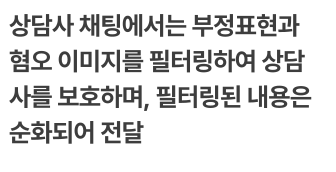 상담사 채팅에서는 부정표현과
혐오 이미지를 필터링하여 상담
사를 보호하며, 필터링된 내용은
순화되어 전달